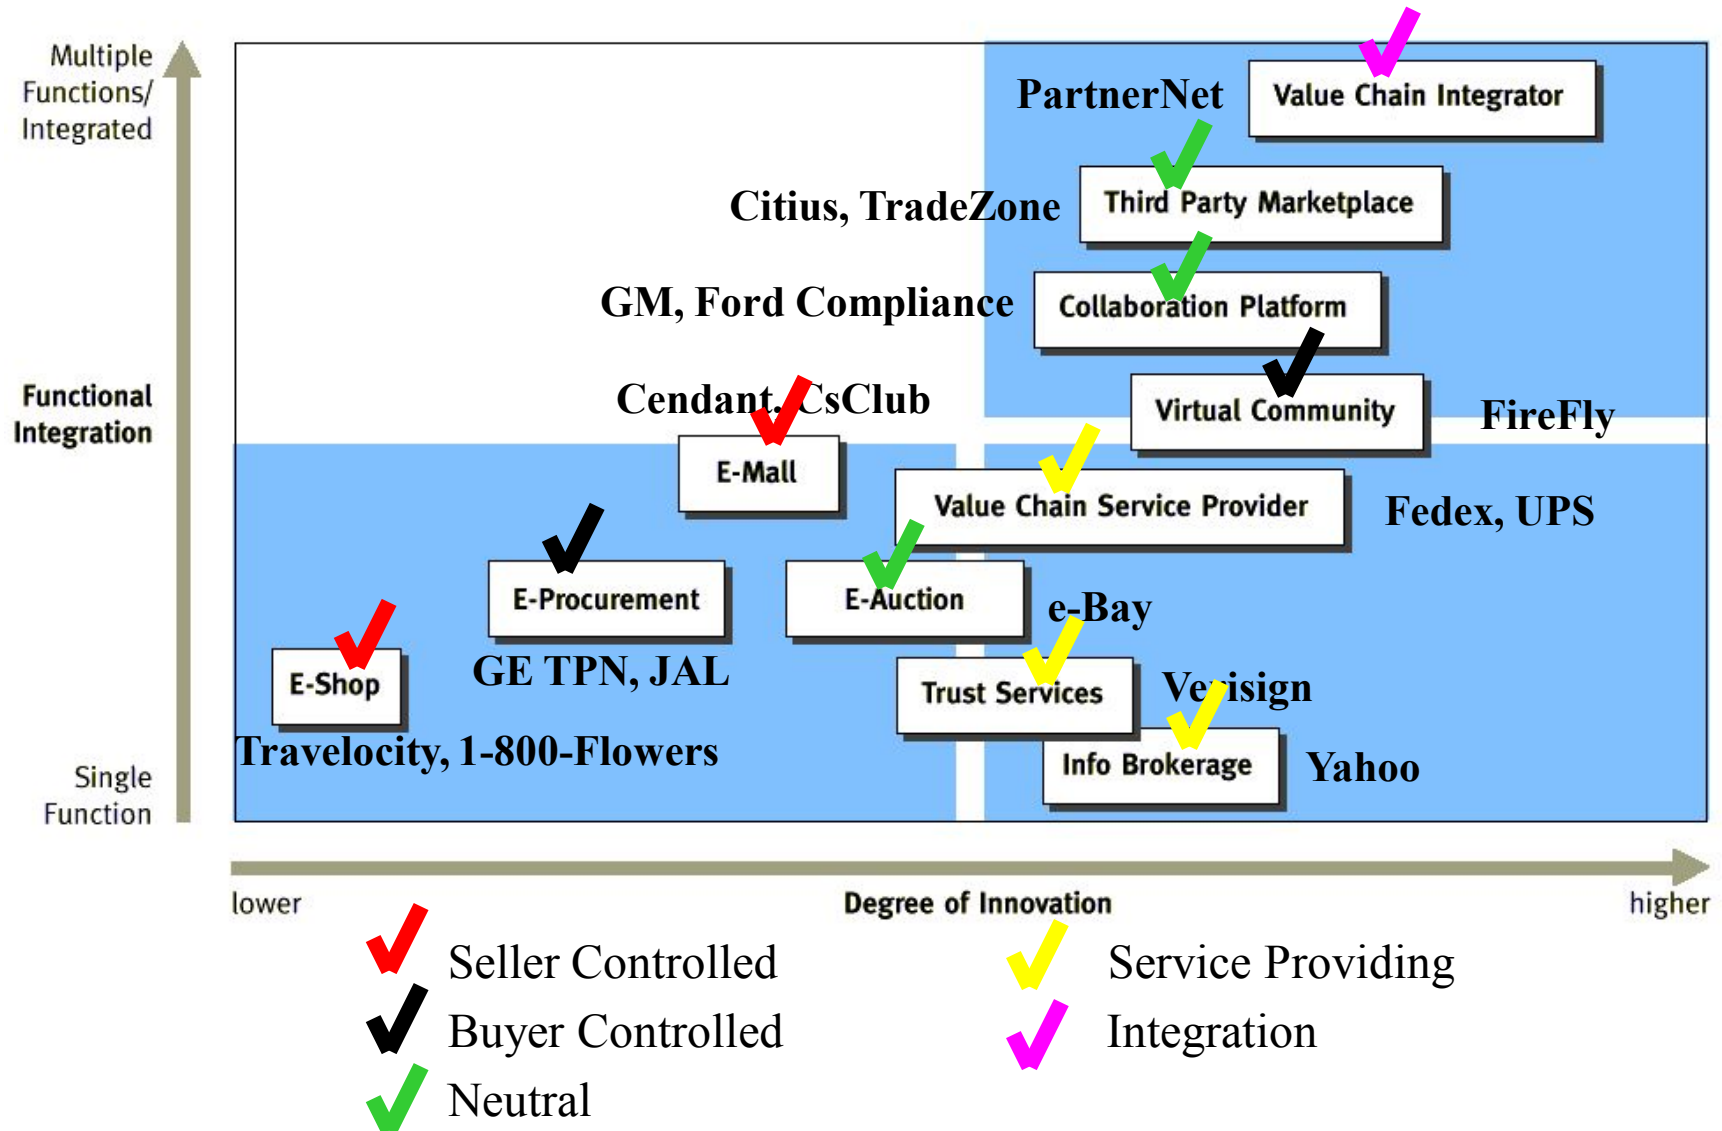 Multiple
Functions/
Integrated
PartnerNet
Value Chain Integrator
Citius, TradeZone
Third Party Marketplace
GM, Ford Compliance
Collaboration Platform
Functional
Integration
Cendant, CsClub
Virtual Community
FireFly
E-Mall
Value Chain Service Provider
Fedex, UPS
E-Procurement
E-Auction
e-Bay
GE TPN, JAL
E-Shop
Trust Services
Verisign
Travelocity, 1-800-Flowers
Info Brokerage
Yahoo
Single
Function
lower
Degree of Innovation
higher
Seller Controlled
Service Providing
Buyer Controlled
Integration
Neutral